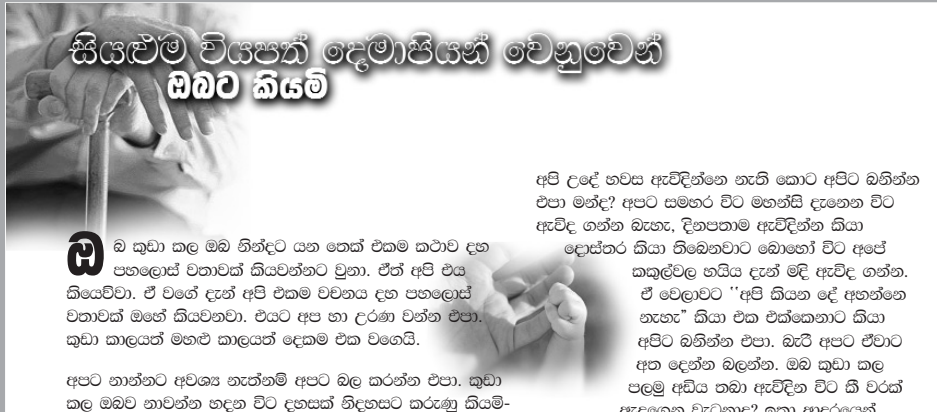 සියළුම වියපත් දෙමාපියන් වෙනුවෙන්
ඔබට කියමි
ඔබ කුඩා කල ඔබ නින්දට යන තෙක් එකම කථාව දහ
පහලොස් වතාවක් කියවන්නට වුනා. ඒත් අපි එය
කියෙව්වා. ඒ වගේ දැන් අපි එකම වචනය දහ පහලොස්
වතාවක් ඔහේ කියවනවා. එයට අප හා උරණ වන්න එපා.
කුඩා කාලයත් මහළු කාලයත් දෙකම එක වගෙයි.
අපට නාන්නට අවශ්‍ය නැත්නම් අපට බල කරන්න එපා. කුඩා
කල ඔබව නාවන්න හදන විට දහසක් නිදහසට කරුණු කියමි-
අපි උදේ හවස ඇවිදින්නෙ නැති කොට අපිට බනින්න
එපා මන්ද? අපට සමහර විට මහන්සි දැනෙන විට
ඇවිද ගන්න බැහැ, දිනපතාම ඇවිදින්න කියා
දොස්තර කියා තිබෙනවාට බොහෝ විට අපේ
කකුල්වල හයිය දැන් මදි ඇවිද ගන්න.
ඒ වෙලාවට ‘‘අපි කියන දේ අහන්නෙ
නැහැ” කියා එක එක්කෙනාට කියා
අපිට බනින්න එපා. බැරි අපට ඒවාට
අත දෙන්න බලන්න. ඔබ කුඩා කල
පලමු අඩිය තබා ඇවිදින විට කී වරක්